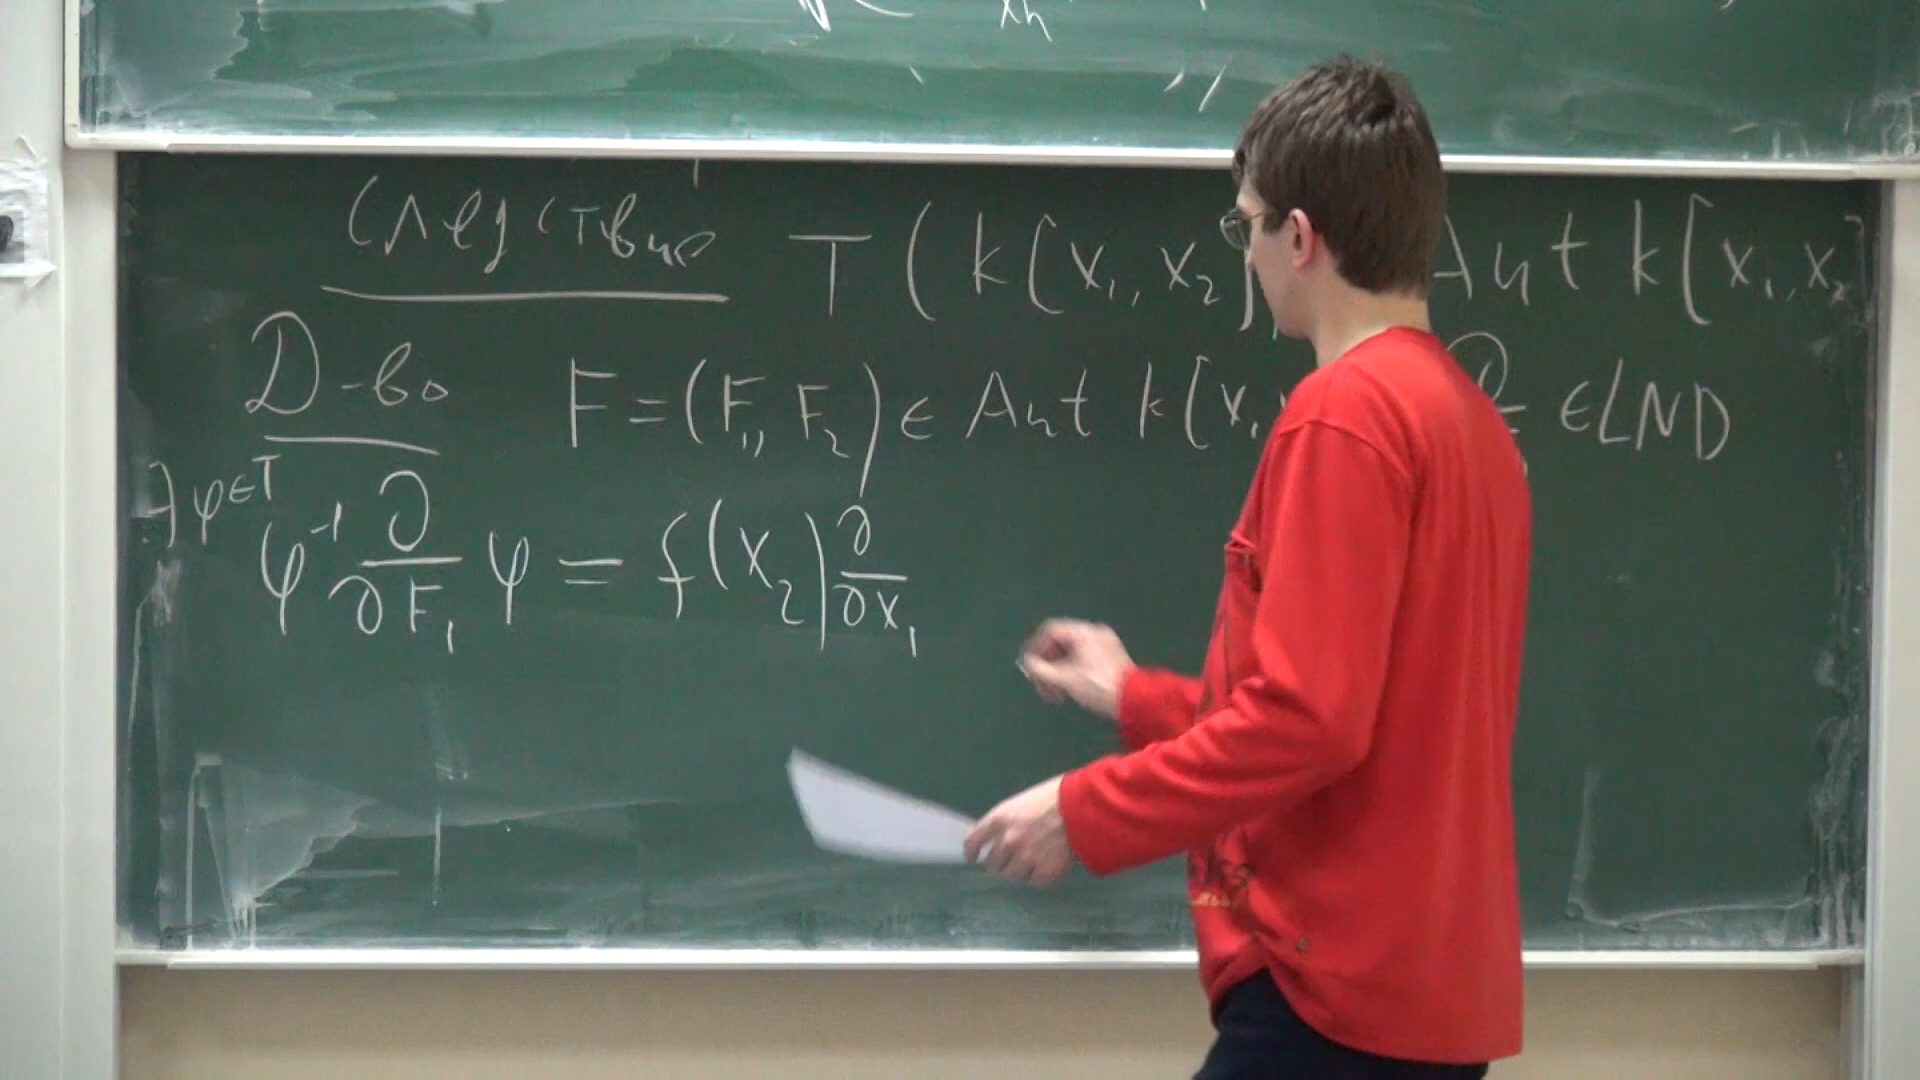 Следствие T(k[x₁, x₂] Aut k[x₁, x₂]
Д-во F = (F₁, F₂) ∈ Aut k[x₁, ∂ ∈ LND
∃ φ ∈ T
φ⁻¹ ∂/∂F₁ φ = f(x₂) ∂/∂x₁